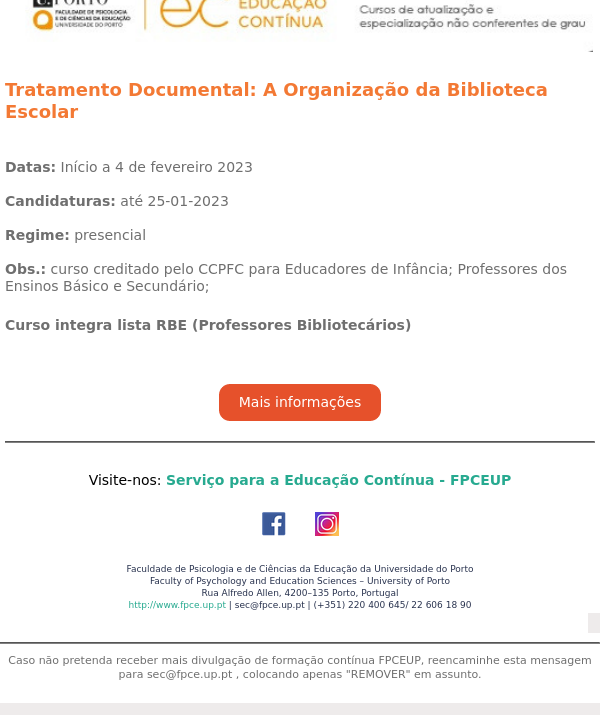 U.PORTO
FACULDADE DE PSICOLOGIA
E DE CIÊNCIAS DA EDUCAÇÃO
UNIVERSIDADE DO PORTO
ec EDUCAÇÃO
CONTÍNUA
Cursos de atualização e
especialização não conferentes de grau
Tratamento Documental: A Organização da Biblioteca
Escolar
Datas: Início a 4 de fevereiro 2023
Candidaturas: até 25-01-2023
Regime: presencial
Obs.: curso creditado pelo CCPFC para Educadores de Infância; Professores dos
Ensinos Básico e Secundário;
Curso integra lista RBE (Professores Bibliotecários)
Mais informações
Visite-nos: Serviço para a Educação Contínua - FPCEUP
Faculdade de Psicologia e de Ciências da Educação da Universidade do Porto
Faculty of Psychology and Education Sciences – University of Porto
Rua Alfredo Allen, 4200–135 Porto, Portugal
http://www.fpce.up.pt | sec@fpce.up.pt | (+351) 220 400 645/ 22 606 18 90
Caso não pretenda receber mais divulgação de formação contínua FPCEUP, reencaminhe esta mensagem
para sec@fpce.up.pt , colocando apenas "REMOVER" em assunto.